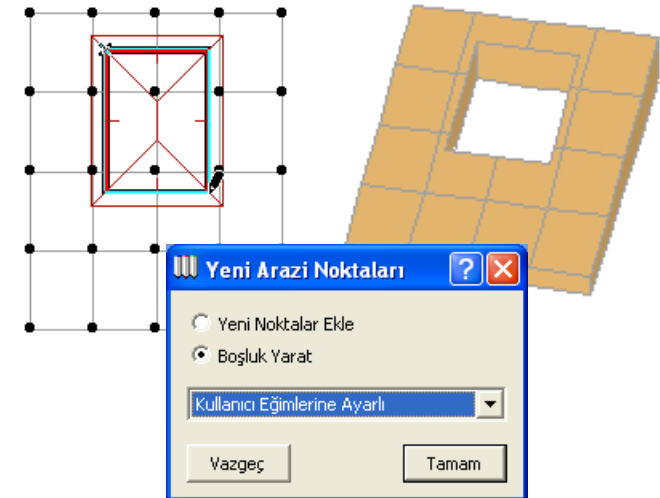 Yeni Arazi Noktaları
Yeni Noktalar Ekle
Boşluk Yarat
Kullanıcı Eğimlerine Ayarlı
Vazgeç
Tamam